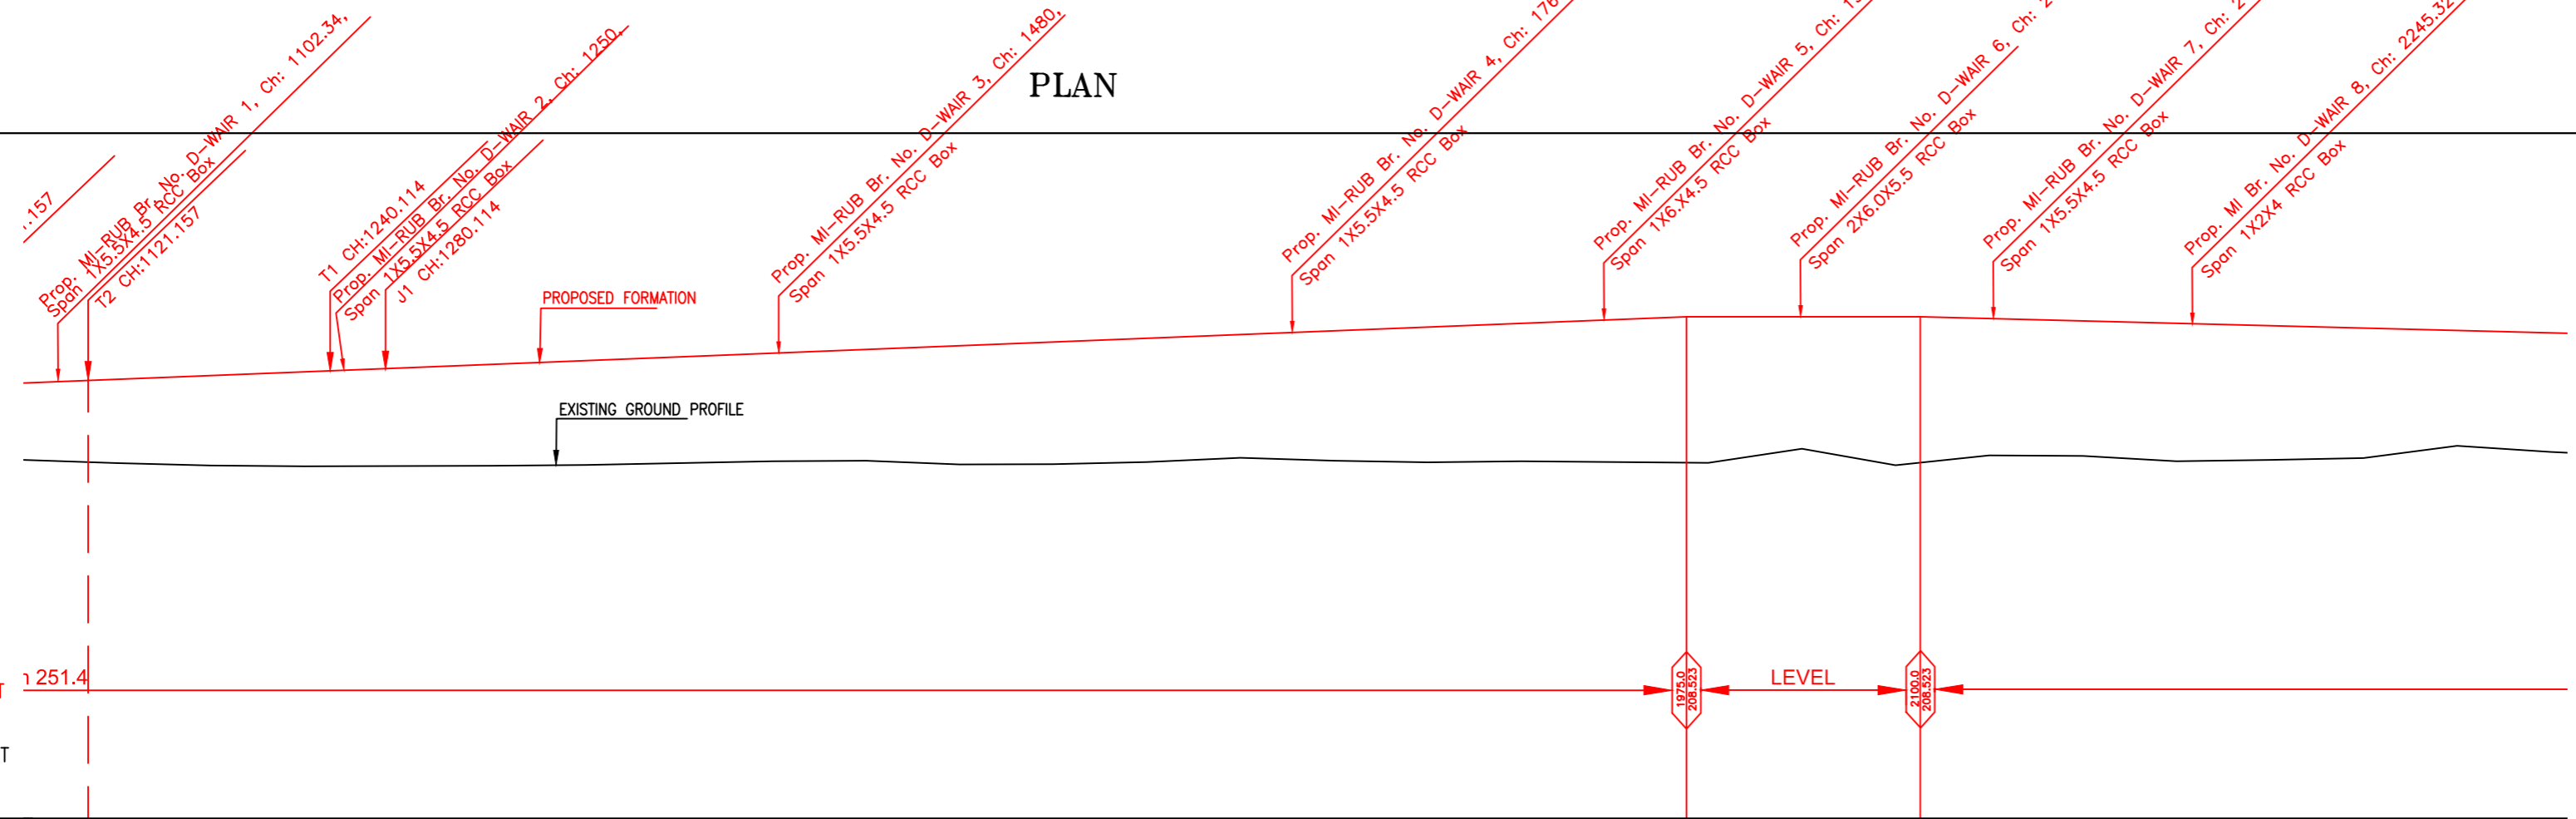 PLAN
.157
Prop. MI-RUB Br. No. D-WAIR 1, Ch: 1102.34,
Span 1X5.5X4.5 RCC Box
T2 CH:1121.157
T1 CH:1240.114
Prop. MI-RUB Br. No. D-WAIR 2, Ch: 1250,
Span 1X5.5X4.5 RCC Box
J1 CH:1280.114
PROPOSED FORMATION
Prop. MI-RUB Br. No. D-WAIR 3, Ch: 1480,
Span 1X5.5X4.5 RCC Box
Prop. MI-RUB Br. No. D-WAIR 4, Ch: 176
Span 1X5.5X4.5 RCC Box
Prop. MI-RUB Br. No. D-WAIR 5, Ch:
Span 1X6.X4.5 RCC Box
Prop. MI-RUB Br. No. D-WAIR 6, Ch: 2
Span 2X6.0X5.5 RCC Box
Prop. MI-RUB Br. No. D-WAIR 7, Ch: 2
Span 1X5.5X4.5 RCC Box
Prop. MI Br. No. D-WAIR 8, Ch: 2245.32
Span 1X2X4 RCC Box
EXISTING GROUND PROFILE
251.4
1975.0
208.523
LEVEL
2100.0
208.523
T
T